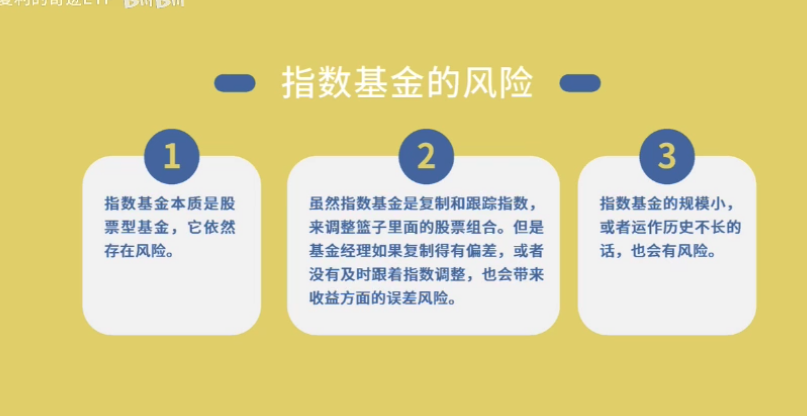 指数基金的风险
1
指数基金本质是股
票型基金，它依然
存在风险。
2
虽然指数基金是复制和跟踪指数，
来调整篮子里面的股票组合。但是
基金经理如果复制得有偏差，或者
没有及时跟着指数调整，也会带来
收益方面的误差风险。
3
指数基金的规模小，
或者运作历史不长的
话，也会有风险。